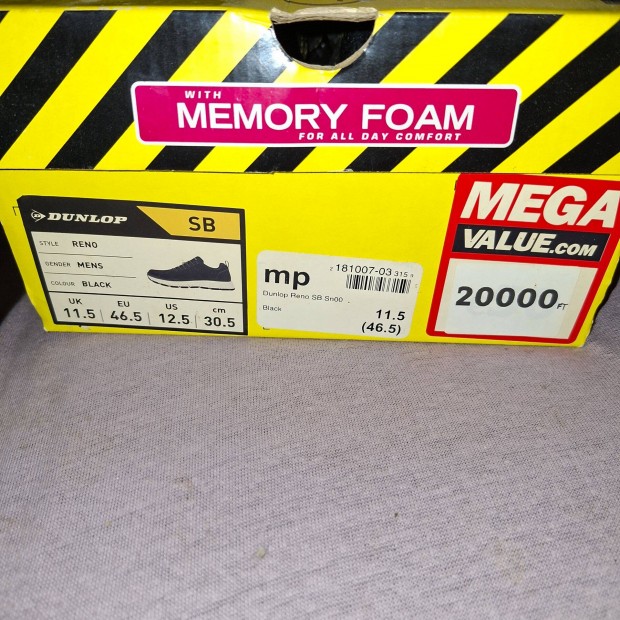 WITH
MEMORY FOAM
FOR ALL DAY COMFORT
DUNLOP SB
STYLE RENO
GENDER MENS
COLOUR BLACK
UK EU US cm
11.5 46.5 12.5 30.5
mp
181007-03 315
Dunlop Reno SB Sn00
Black
11.5
(46.5)
MEGA
VALUE.COM
20000 FT